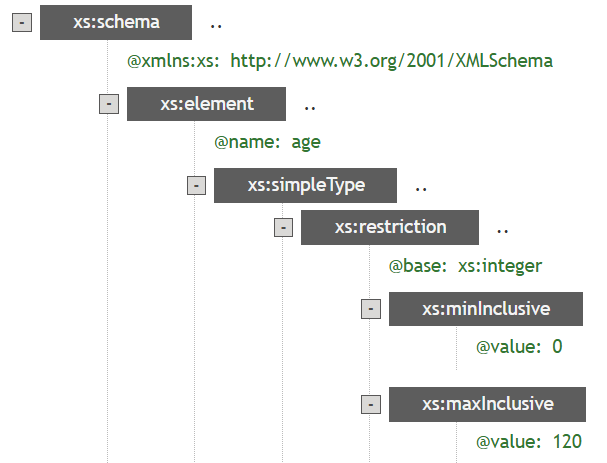 - xs:schema ..
@xmlns:xs: http://www.w3.org/2001/XMLSchema
- xs:element ..
@name: age
- xs:simpleType ..
- xs:restriction ..
@base: xs:integer
- xs:minInclusive
@value: 0
- xs:maxInclusive
@value: 120